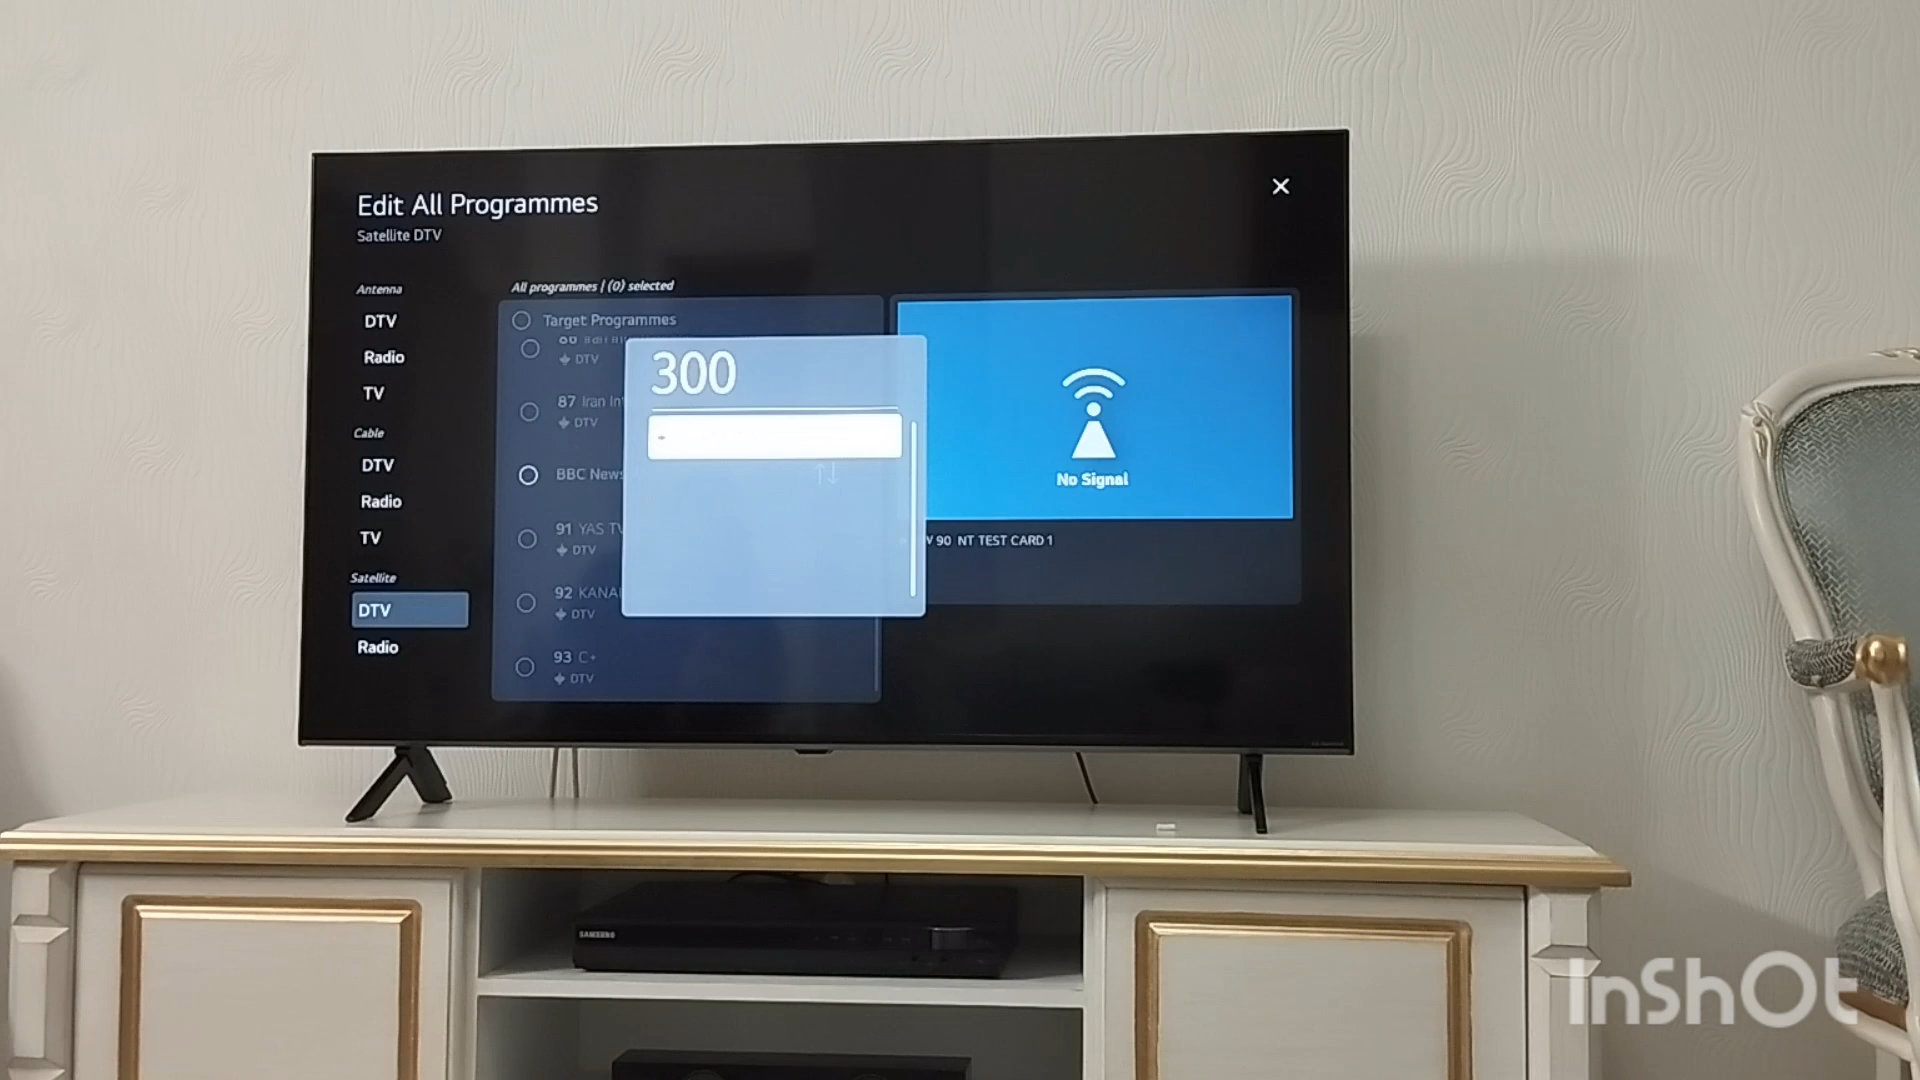 Edit All Programmes
Satellite DTV
All programmes | (0) selected
Antenna
DTV
Radio
TV
Cable
DTV
Radio
TV
Satellite
DTV
Radio
Target Programmes
DTV
87 Iran
DTV
BBC News
91 YAS TV
DTV
92
DTV
93 C+
DTV
300
-
No Signal
90 NT TEST CARD 1
SAMSUNG
InShOt